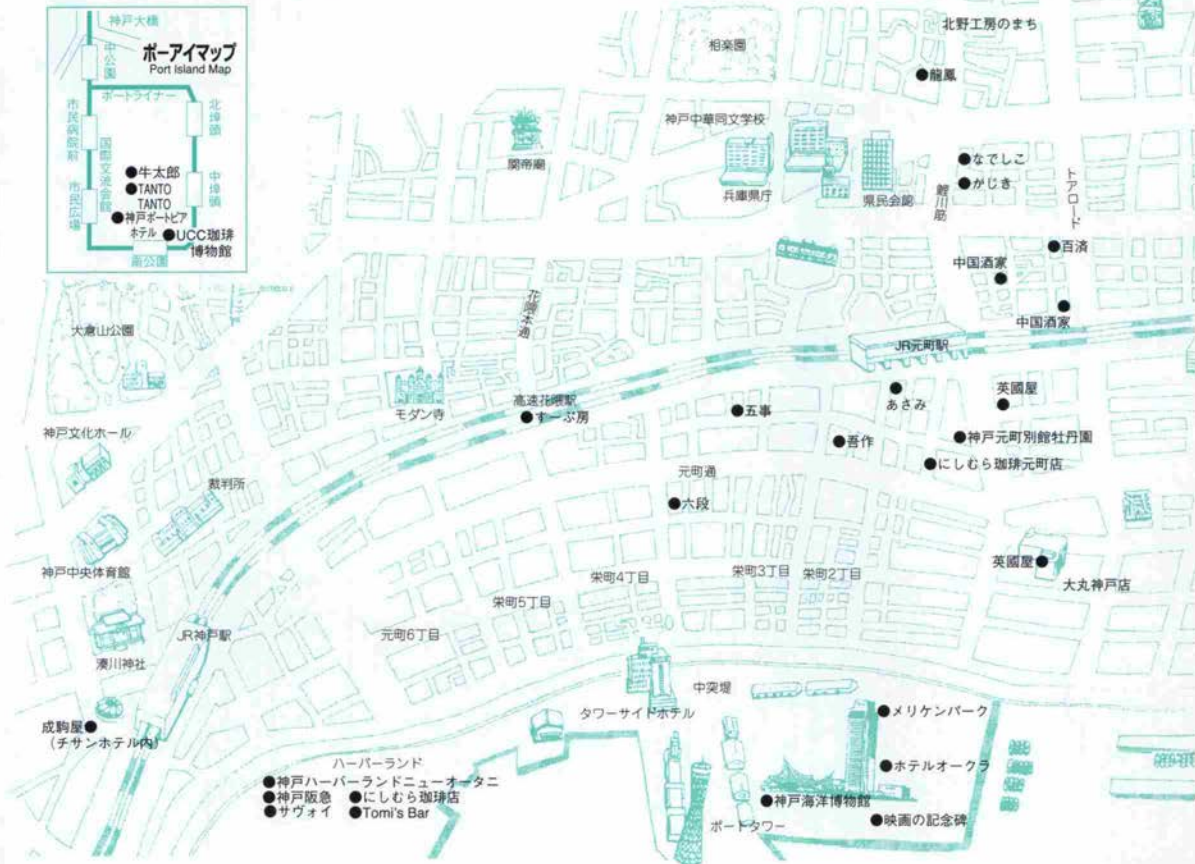 神戸大橋
ポーアイマップ
Port Island Map
中公園
ポートライナー
市民病院前
国際交流会館
北埠頭
中埠頭
市民広場
●牛太郎
●TANTO
TANTO
●神戸ポートピア
ホテル
●UCC珈琲
博物館
南公園
北野工房のまち
相楽園
●龍鳳
神戸中華同文学校
関帝廟
兵庫県庁
県民会館
鯉川筋
●なでしこ
●がじき
トアロード
●百済
中国酒家
●
中国酒家
●
大倉山公園
花隈本通
JR元町駅
モダン寺
高速花隈駅
●すーぷ房
●五事
あさみ
●
英國屋
●
●吾作
●神戸元町別館牡丹園
●にしむら珈琲元町店
神戸文化ホール
裁判所
元町通
●六段
神戸中央体育館
栄町4丁目
栄町3丁目
栄町2丁目
英國屋●
大丸神戸店
栄町5丁目
元町6丁目
JR神戸駅
湊川神社
成駒屋●
(チサンホテル内)
中突堤
タワーサイドホテル
●メリケンパーク
ハーバーランド
●神戸ハーバーランドニューオータニ
●神戸阪急 ●にしむら珈琲店
●サヴォイ ●Tomi's Bar
●ホテルオークラ
●神戸海洋博物館
●映画の記念碑
ポートタワー